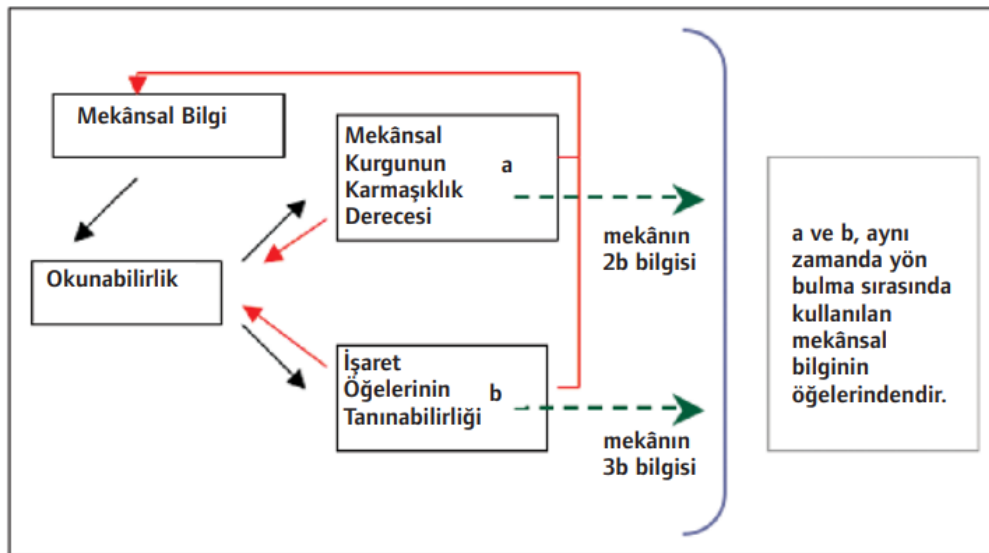 Mekânsal Bilgi
Mekânsal
Kurgunun a
Karmaşıklık
Derecesi
mekânın
2b bilgisi
Okunabilirlik
İşaret
Öğelerinin b
Tanınabilirliği
mekânın
3b bilgisi
a ve b, aynı
zamanda yön
bulma sırasında
kullanılan
mekânsal
bilginin
öğelerindendir.